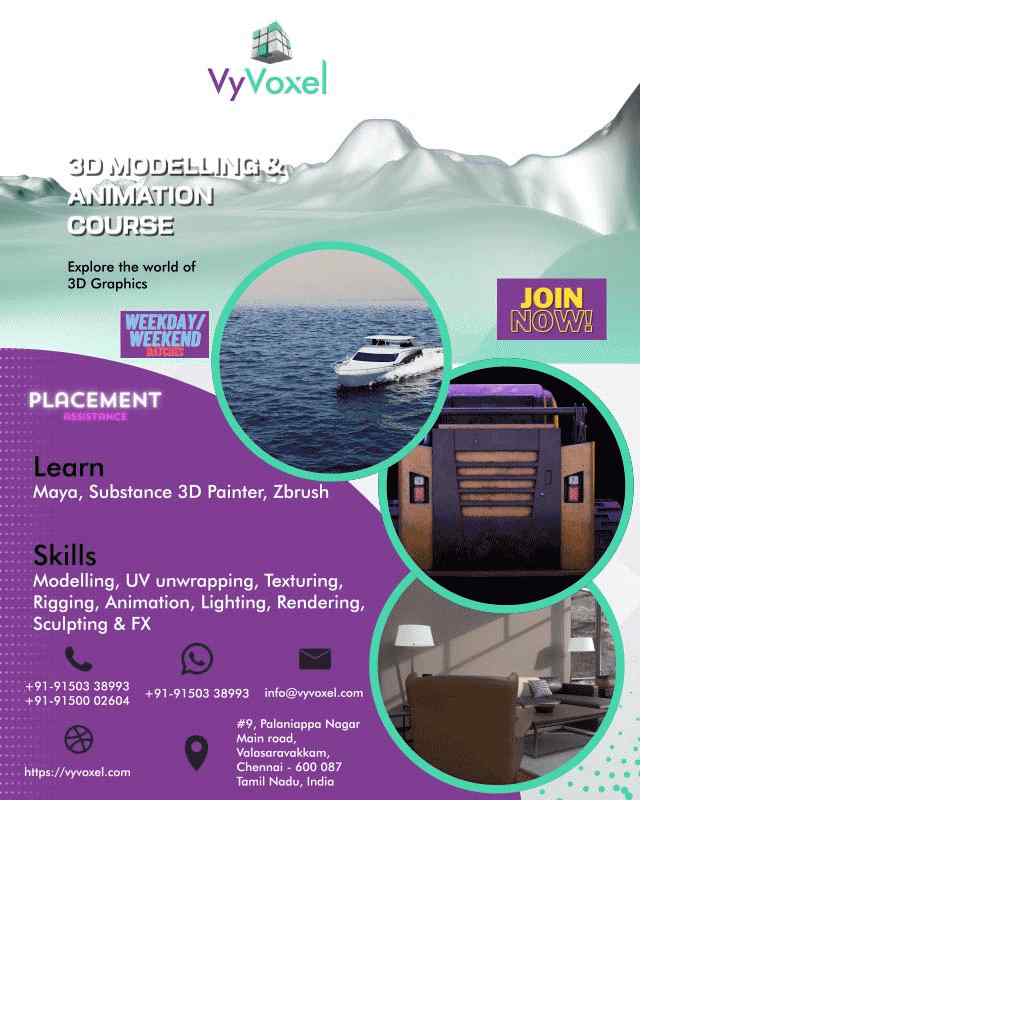 VyVoxel
3D MODELLING &
ANIMATION
COURSE
Explore the world of
3D Graphics
WEEKDAY/
WEEKEND
BATCHES
JOIN
NOW!
PLACEMENT
ASSISTANCE
Learn
Maya, Substance 3D Painter, Zbrush
Skills
Modelling, UV unwrapping, Texturing,
Rigging, Animation, Lighting, Rendering,
Sculpting & FX
+91-91503 38993
+91-91500 02604
+91-91503 38993
info@vyvoxel.com
https://vyvoxel.com
#9, Palaniappa Nagar
Main road,
Valasaravakkam,
Chennai - 600 087
Tamil Nadu, India